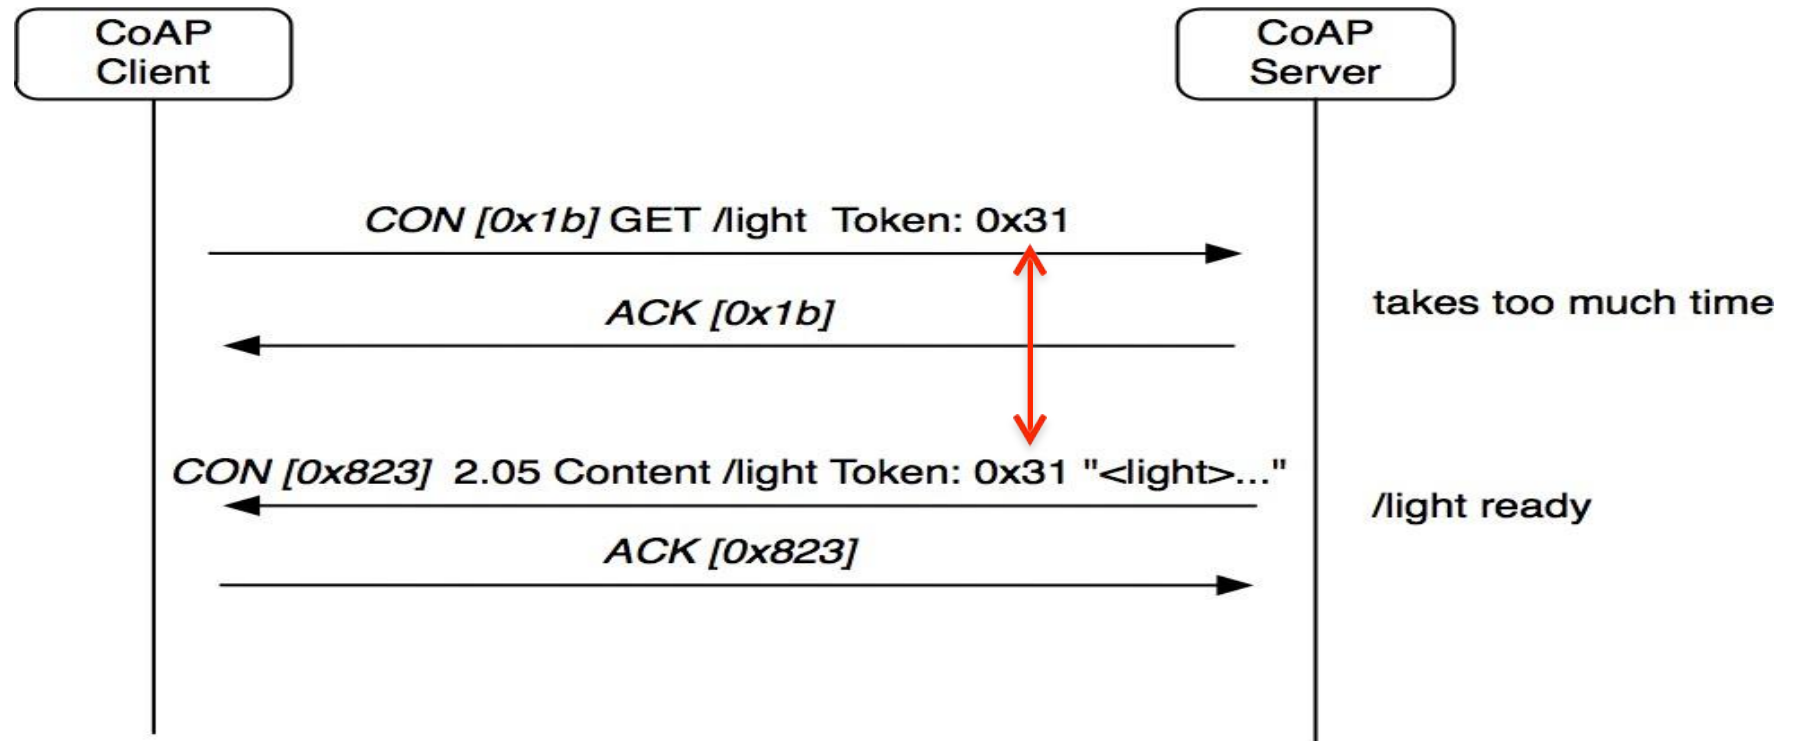 CoAP
Client
CoAP
Server
CON [0x1b] GET /light  Token: 0x31
takes too much time
ACK [0x1b]
CON [0x823]  2.05 Content /light Token: 0x31 "<light>..."
/light ready
ACK [0x823]